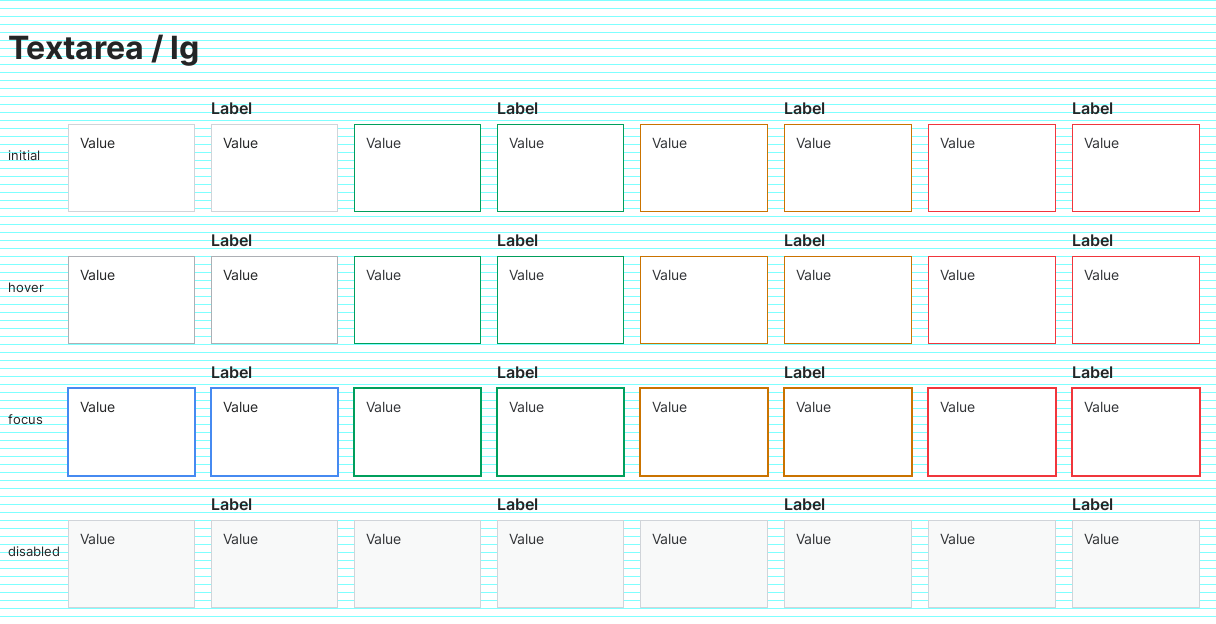 Textarea / lg
Label Label Label Label
initial Value Value Value Value Value Value Value Value
Label Label Label Label
hover Value Value Value Value Value Value Value Value
Label Label Label Label
focus Value Value Value Value Value Value Value Value
Label Label Label Label
disabled Value Value Value Value Value Value Value Value